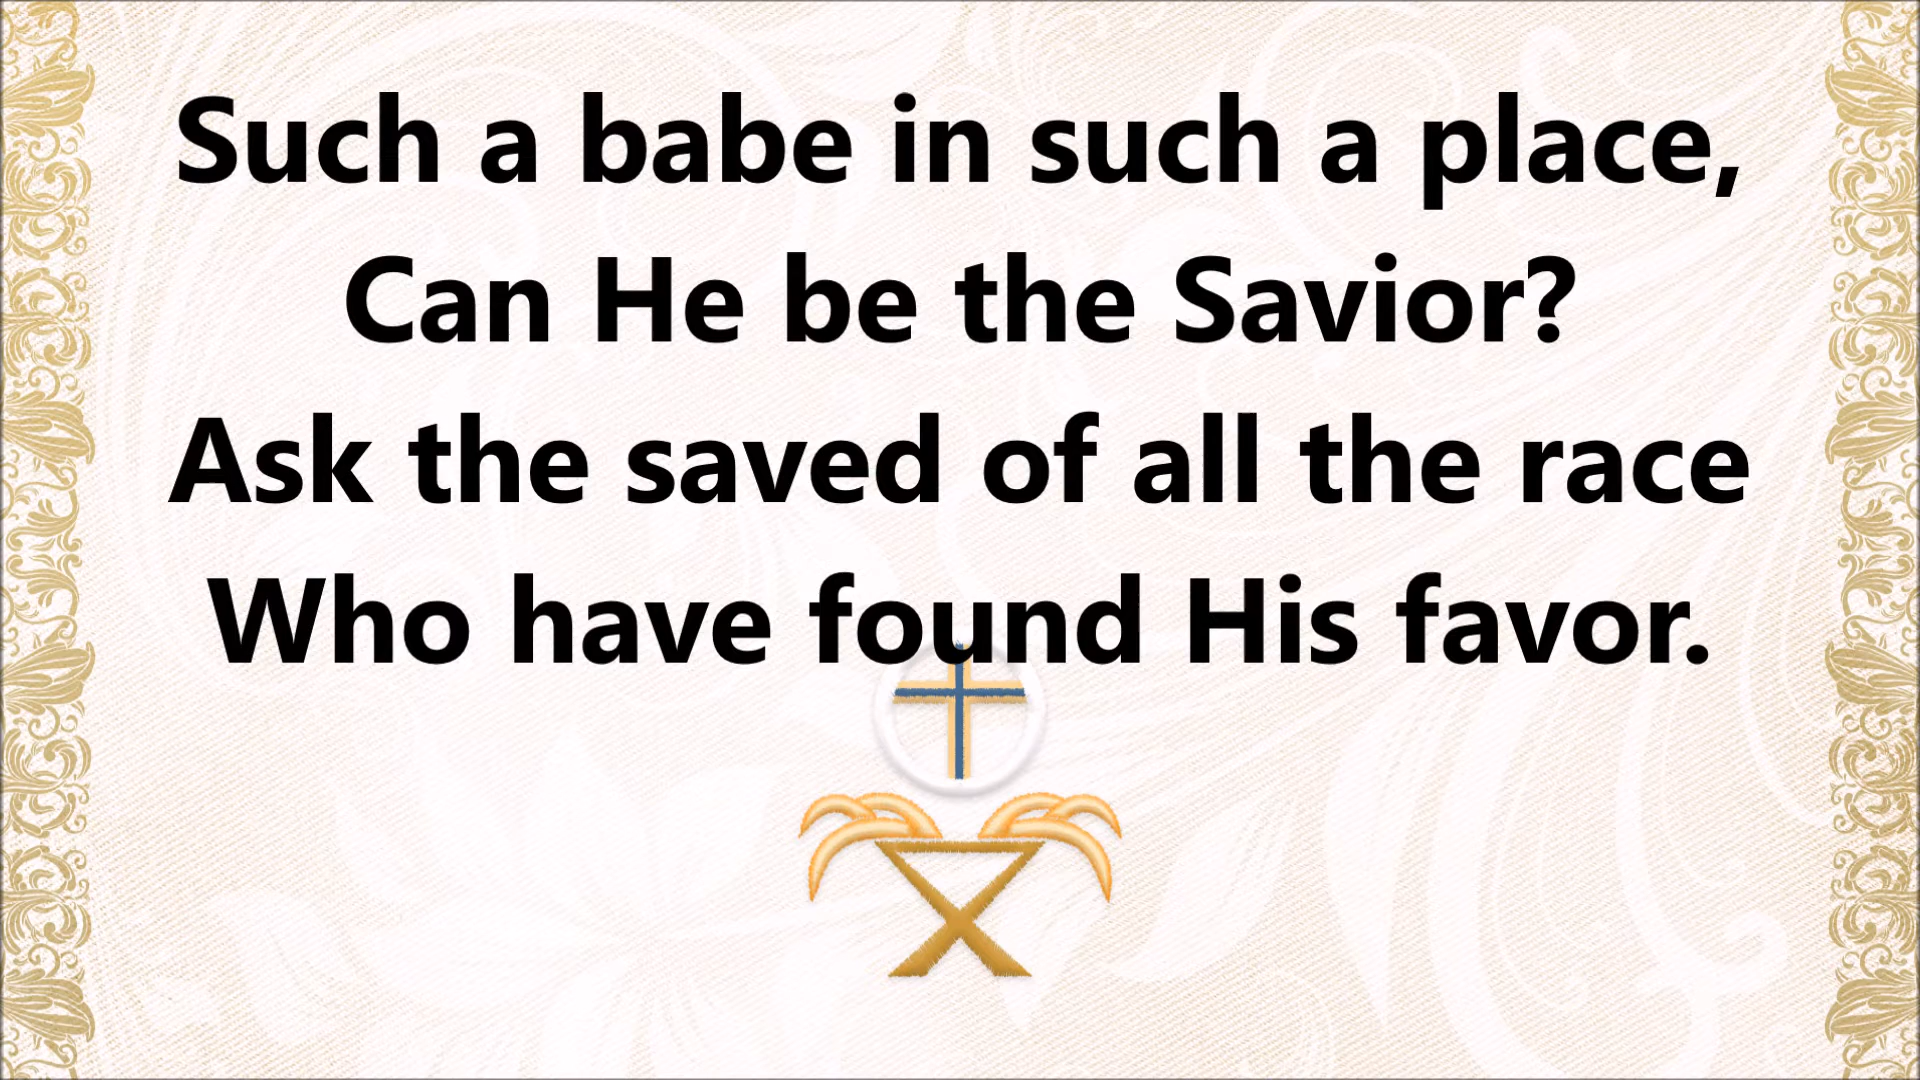 Such a babe in such a place,
Can He be the Savior?
Ask the saved of all the race
Who have found His favor.